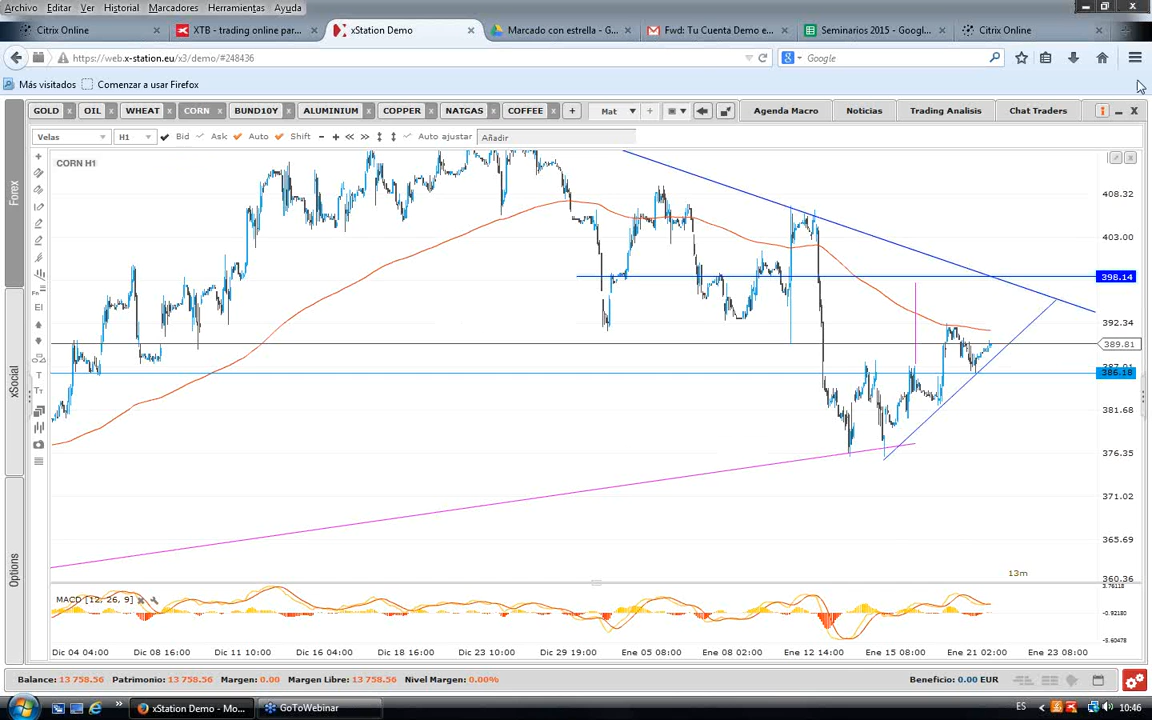 Archivo Editar Ver Historial Marcadores Herramientas Ayuda
Citrix Online XTB - trading online par... xStation Demo Marcado con estrella - G... Fwd: Tu Cuenta Demo e... Seminarios 2015 - Googl... Citrix Online
https://web.x-station.eu/x3/demo/#248436 Google
Más visitados Comenzar a usar Firefox
GOLD OIL WHEAT CORN BUND10Y ALUMINIUM COPPER NATGAS COFFEE + Mat Agenda Macro Noticias Trading Analisis Chat Traders
Velas H1 Bid Ask Auto Shift Auto ajustar Añadir
CORN H1
Forex
xSocial
Options
408.32
403.00
398.14
392.34
389.81
386.18
381.68
376.35
371.02
365.69
360.36
13m
MACD [12, 26, 9]
3.76118
-0.92180
-5.60478
Dic 04 04:00 Dic 08 16:00 Dic 11 10:00 Dic 16 04:00 Dic 18 16:00 Dic 29 19:00 Ene 05 08:00 Ene 08 02:00 Ene 12 14:00 Ene 15 08:00 Ene 21 02:00 Ene 23 08:00
Balance: 13 758.56 Patrimonio: 13 758.56 Margen: 0.00 Margen Libre: 13 758.56 Nivel Margen: 0.00% Beneficio: 0.00 EUR
xStation Demo - Mo... GoToWebinar ES 10:46